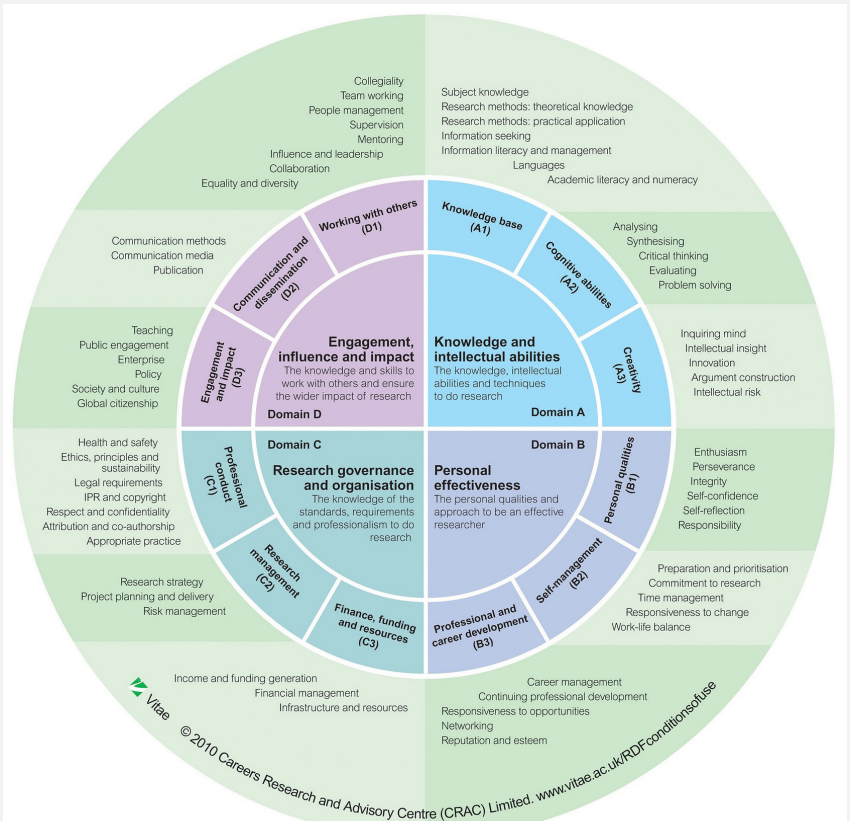 Collegiality
Team working
People management
Supervision
Mentoring
Influence and leadership
Collaboration
Equality and diversity
Subject knowledge
Research methods: theoretical knowledge
Research methods: practical application
Information seeking
Information literacy and management
Languages
Academic literacy and numeracy
Working with others
(D1)
Knowledge base
(A1)
Communication methods
Communication media
Publication
Communication and
dissemination
(D2)
Cognitive abilities
(A2)
Analysing
Synthesising
Critical thinking
Evaluating
Problem solving
Teaching
Public engagement
Enterprise
Policy
Society and culture
Global citizenship
Engagement
and impact
(D3)
Creativity
(A3)
Inquiring mind
Intellectual insight
Innovation
Argument construction
Intellectual risk
Engagement,
influence and impact
The knowledge and skills to
work with others and ensure
the wider impact of research
Domain D
Knowledge and
intellectual abilities
The knowledge, intellectual
abilities and techniques
to do research
Domain A
Domain C
Research governance
and organisation
The knowledge of the
standards, requirements
and professionalism to do
research
Domain B
Personal
effectiveness
The personal qualities and
approach to be an effective
researcher
Health and safety
Ethics, principles and
sustainability
Legal requirements
IPR and copyright
Respect and confidentiality
Attribution and co-authorship
Appropriate practice
Professional
conduct
(C1)
Personal qualities
(B1)
Enthusiasm
Perseverance
Integrity
Self-confidence
Self-reflection
Responsibility
Research strategy
Project planning and delivery
Risk management
Research
management
(C2)
Self-management
(B2)
Preparation and prioritisation
Commitment to research
Time management
Responsiveness to change
Work-life balance
Finance, funding
and resources
(C3)
Professional and
career development
(B3)
Income and funding generation
Financial management
Infrastructure and resources
Career management
Continuing professional development
Responsiveness to opportunities
Networking
Reputation and esteem
Vitae
© 2010 Careers Research and Advisory Centre (CRAC) Limited. www.vitae.ac.uk/RDFconditionsofuse